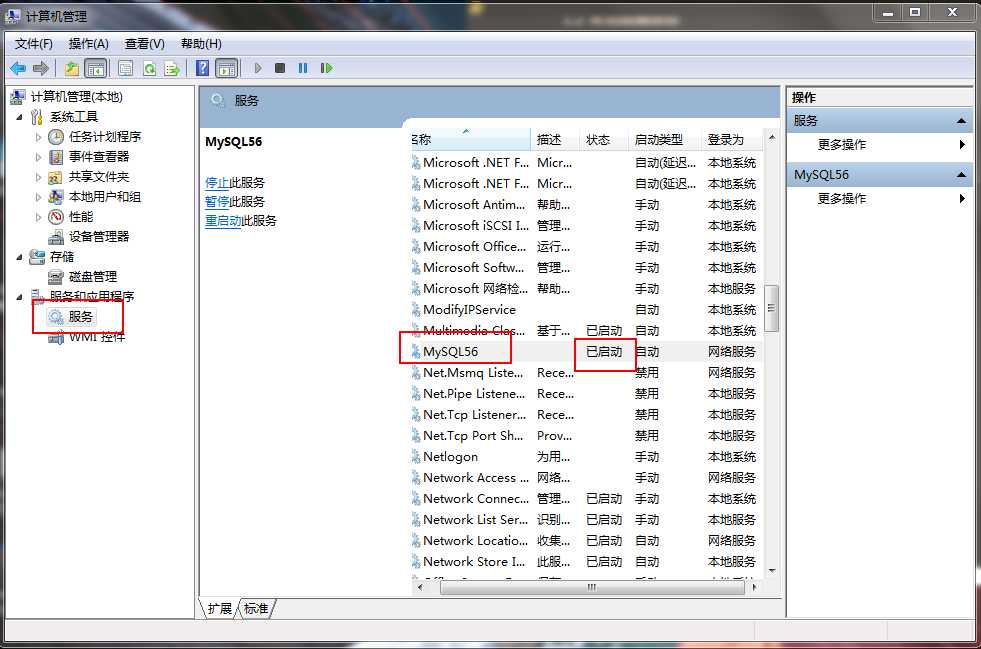 计算机管理
文件(F) 操作(A) 查看(V) 帮助(H)
计算机管理(本地)
系统工具
任务计划程序
事件查看器
共享文件夹
本地用户和组
性能
设备管理器
存储
磁盘管理
服务和应用程序
服务
WMI 控件
服务
MySQL56
停止此服务
暂停此服务
重启动此服务
名称 描述 状态 启动类型 登录为
Microsoft .NET F... Micr... 自动(延迟... 本地系统
Microsoft .NET F... Micr... 自动(延迟... 本地系统
Microsoft Antim... 帮助... 手动 本地系统
Microsoft iSCSI I... 管理... 手动 本地系统
Microsoft Office... 运行... 手动 本地系统
Microsoft Softw... 管理... 手动 本地系统
Microsoft 网络检... 帮助... 手动 本地服务
ModifyIPService 自动 本地系统
Multimedia Clas... 基于... 已启动 自动 本地系统
MySQL56 已启动 自动 网络服务
Net.Msmq Liste... Rece... 禁用 网络服务
Net.Pipe Listene... Rece... 禁用 本地服务
Net.Tcp Listener... Rece... 禁用 本地服务
Net.Tcp Port Sh... Prov... 禁用 本地服务
Netlogon 为用... 手动 本地系统
Network Access ... 网络... 手动 网络服务
Network Connec... 管理... 已启动 手动 本地系统
Network List Ser... 识别... 已启动 手动 本地服务
Network Locatio... 收集... 已启动 自动 网络服务
Network Store I... 此服... 已启动 自动 本地服务
扩展 标准
操作
服务
更多操作
MySQL56
更多操作